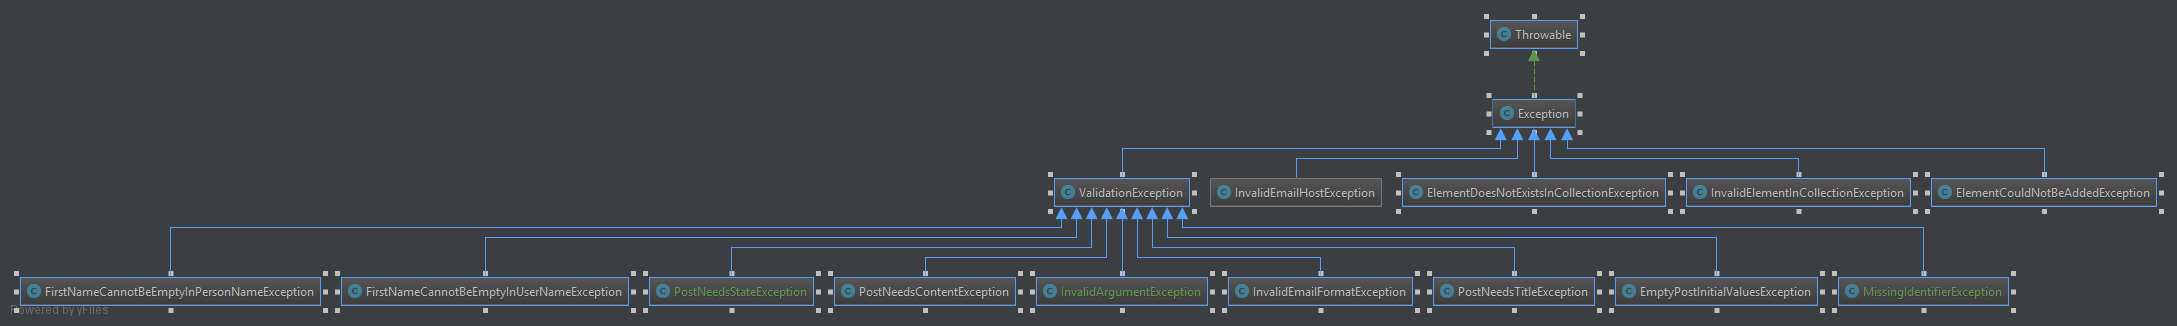 Throwable
Exception
ValidationException
InvalidEmailHostException
ElementDoesNotExistsInCollectionException
InvalidElementInCollectionException
ElementCouldNotBeAddedException
FirstNameCannotBeEmptyInPersonNameException
FirstNameCannotBeEmptyInUserNameException
PostNeedsStateException
PostNeedsContentException
InvalidArgumentException
InvalidEmailFormatException
PostNeedsTitleException
EmptyPostInitialValuesException
MissingIdentifierException
Powered by yFiles